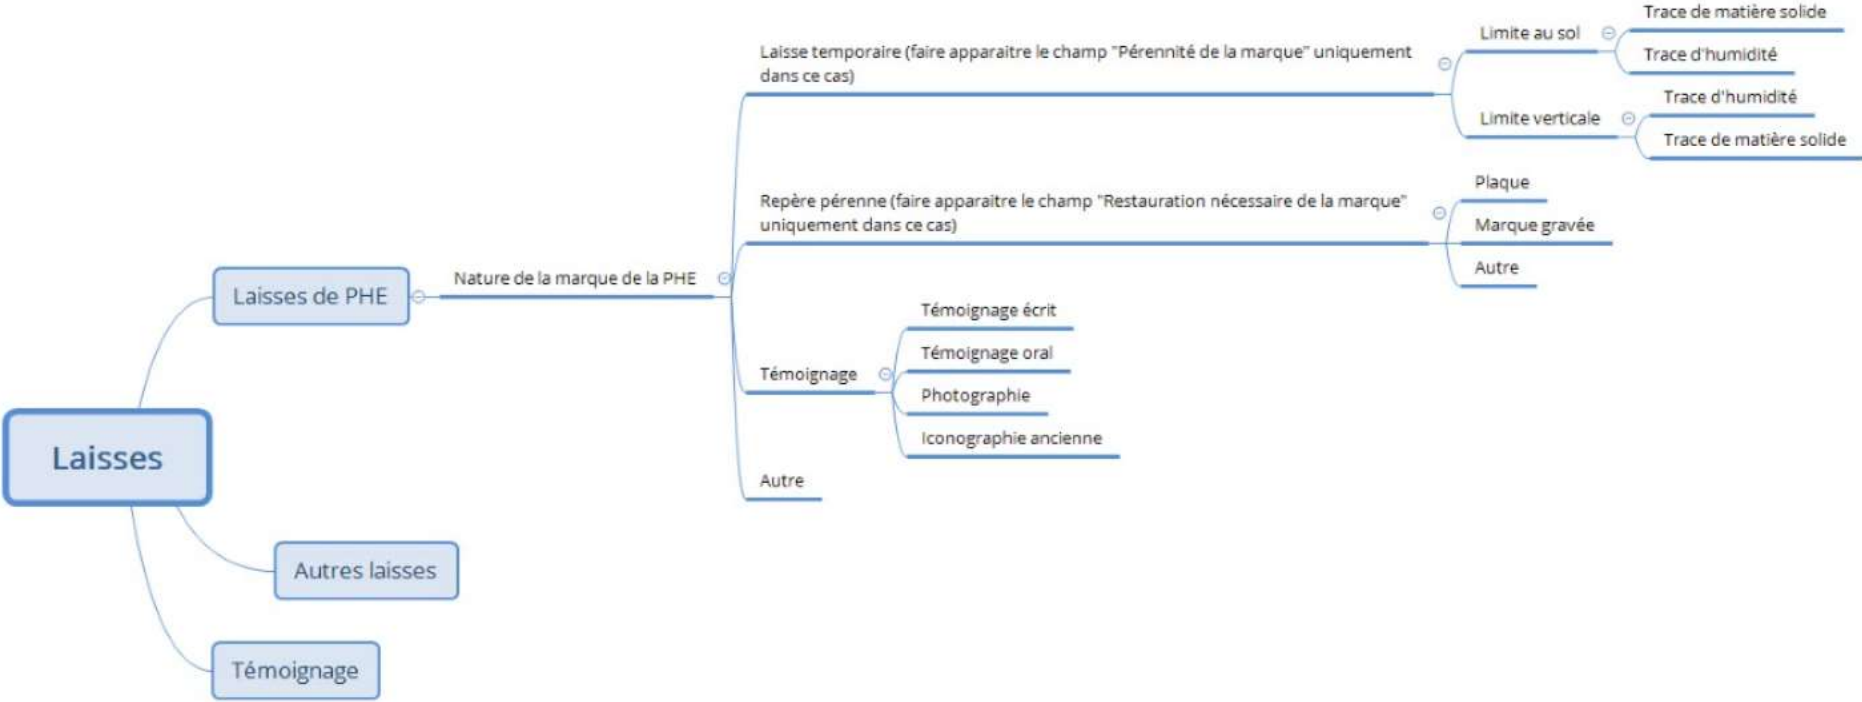 Trace de matière solide
Limite au sol
Trace d'humidité
Laisse temporaire (faire apparaitre le champ "Pérennité de la marque" uniquement
dans ce cas)
Trace d'humidité
Limite verticale
Trace de matière solide
Plaque
Repère pérenne (faire apparaitre le champ "Restauration nécessaire de la marque"
uniquement dans ce cas)
Marque gravée
Autre
Nature de la marque de la PHE
Laisses de PHE
Témoignage écrit
Témoignage oral
Témoignage
Photographie
Iconographie ancienne
Autre
Laisses
Autres laisses
Témoignage